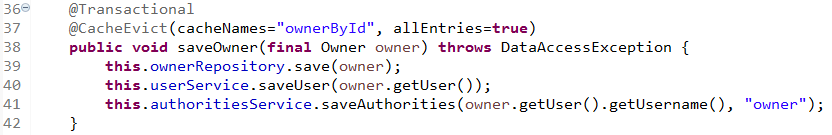 36 @Transactional
37 @CacheEvict(cacheNames="ownerById", allEntries=true)
38 public void saveOwner(final Owner owner) throws DataAccessException {
39 this.ownerRepository.save(owner);
40 this.userService.saveUser(owner.getUser());
41 this.authoritiesService.saveAuthorities(owner.getUser().getUsername(), "owner");
42 }